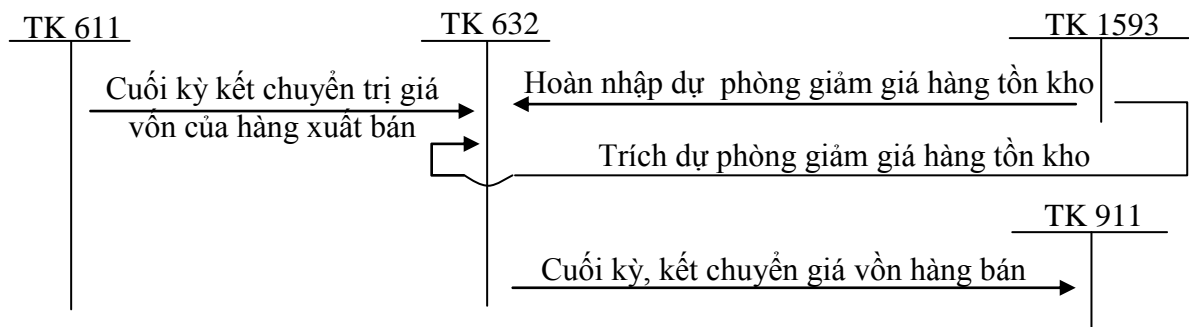 TK 611
TK 632
TK 1593
Cuối kỳ kết chuyển trị giá
vốn của hàng xuất bán
Hoàn nhập dự phòng giảm giá hàng tồn kho
Trích dự phòng giảm giá hàng tồn kho
TK 911
Cuối kỳ, kết chuyển giá vồn hàng bán